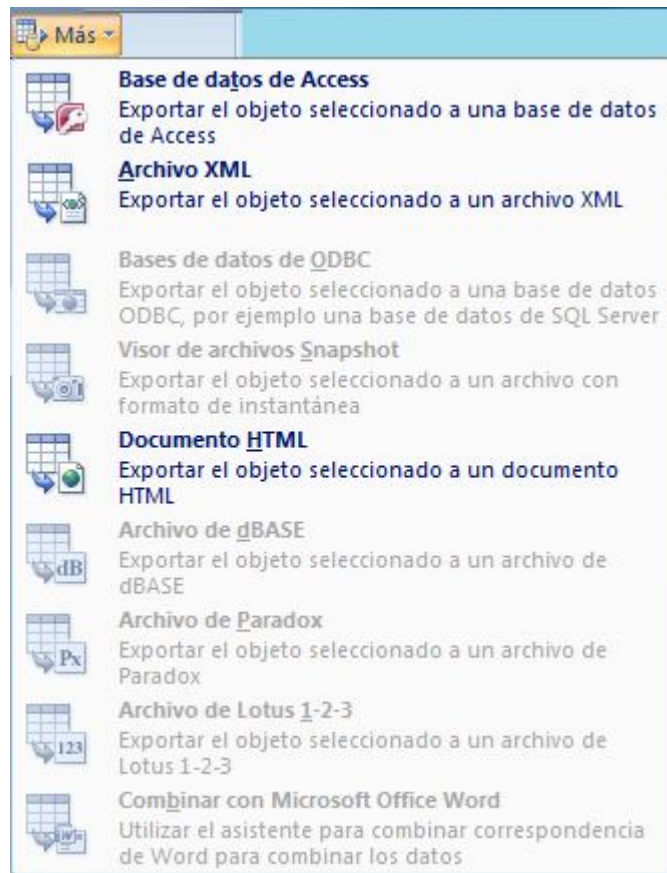 Más
Base de datos de Access
Exportar el objeto seleccionado a una base de datos
de Access
Archivo XML
Exportar el objeto seleccionado a un archivo XML
Bases de datos de ODBC
Exportar el objeto seleccionado a una base de datos
ODBC, por ejemplo una base de datos de SQL Server
Visor de archivos Snapshot
Exportar el objeto seleccionado a un archivo con
formato de instantánea
Documento HTML
Exportar el objeto seleccionado a un documento
HTML
Archivo de dBASE
Exportar el objeto seleccionado a un archivo de
dB dBASE
Archivo de Paradox
Exportar el objeto seleccionado a un archivo de
Px Paradox
Archivo de Lotus 1-2-3
Exportar el objeto seleccionado a un archivo de
123 Lotus 1-2-3
Combinar con Microsoft Office Word
Utilizar el asistente para combinar correspondencia
de Word para combinar los datos